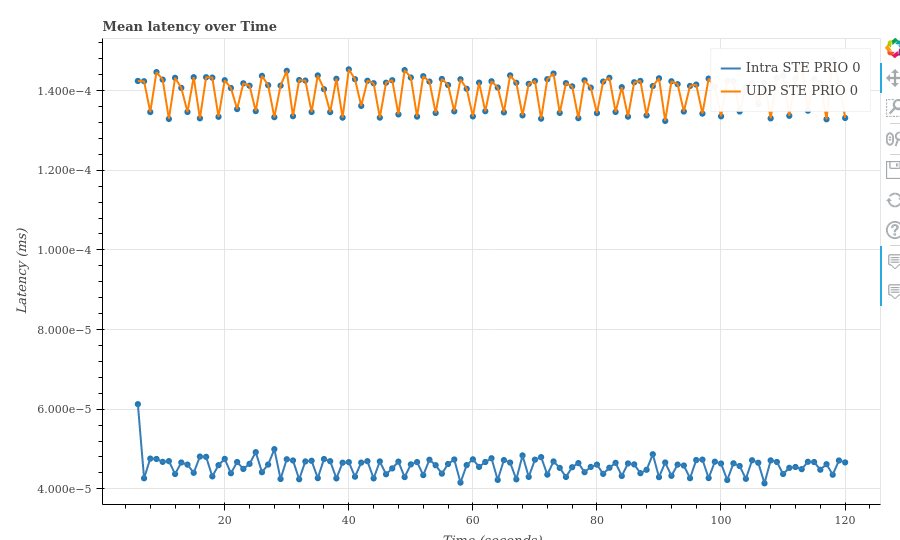 Mean latency over Time
Intra STE PRIO 0
UDP STE PRIO 0
1.400e−4
1.200e−4
1.000e−4
8.000e−5
6.000e−5
4.000e−5
Latency (ms)
20 40 60 80 100 120
Time (seconds)